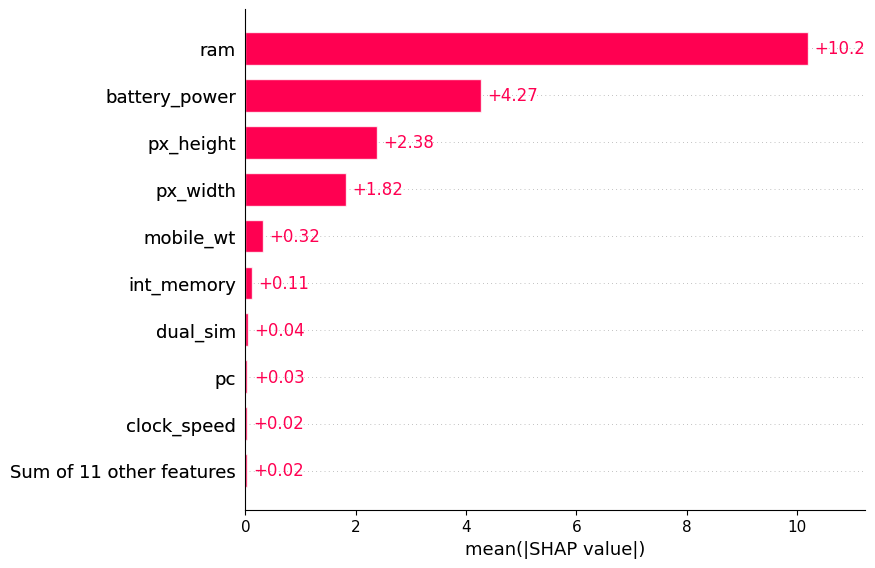 ram +10.2
battery_power +4.27
px_height +2.38
px_width +1.82
mobile_wt +0.32
int_memory +0.11
dual_sim +0.04
pc +0.03
clock_speed +0.02
Sum of 11 other features +0.02
0 2 4 6 8 10
mean(|SHAP value|)